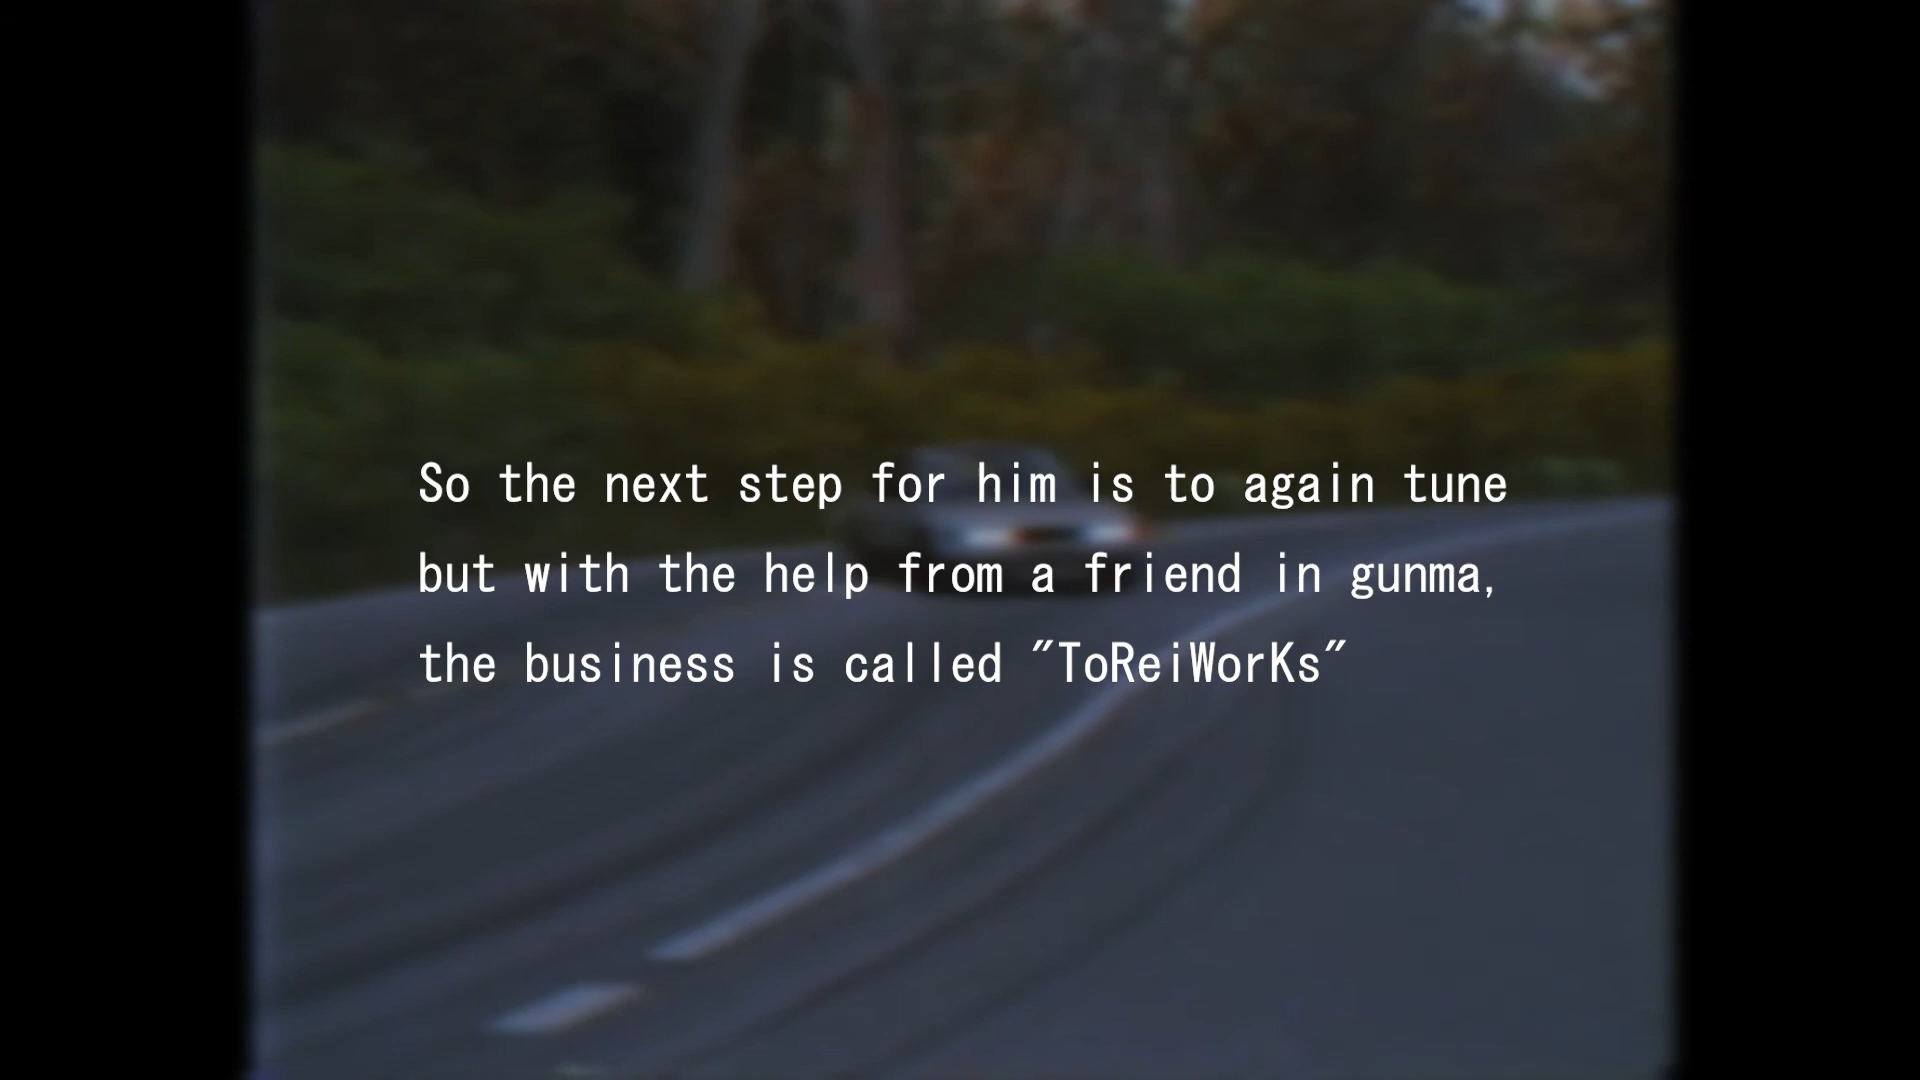 So the next step for him is to again tune
but with the help from a friend in gunma,
the business is called "ToReiWorKs"